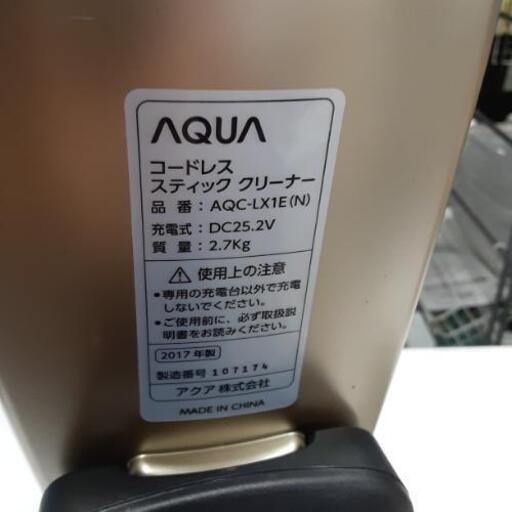 AQUA
コードレス
スティック クリーナー
品 番：AQC-LX1E(N)
充電式：DC25.2V
質 量：2.7Kg
⚠ 使用上の注意
•専用の充電台以外で充電
しないでください。
•ご使用前に、必ず取扱説
明書をお読みください。
2017年製
製造番号 107174
アクア株式会社
MADE IN CHINA